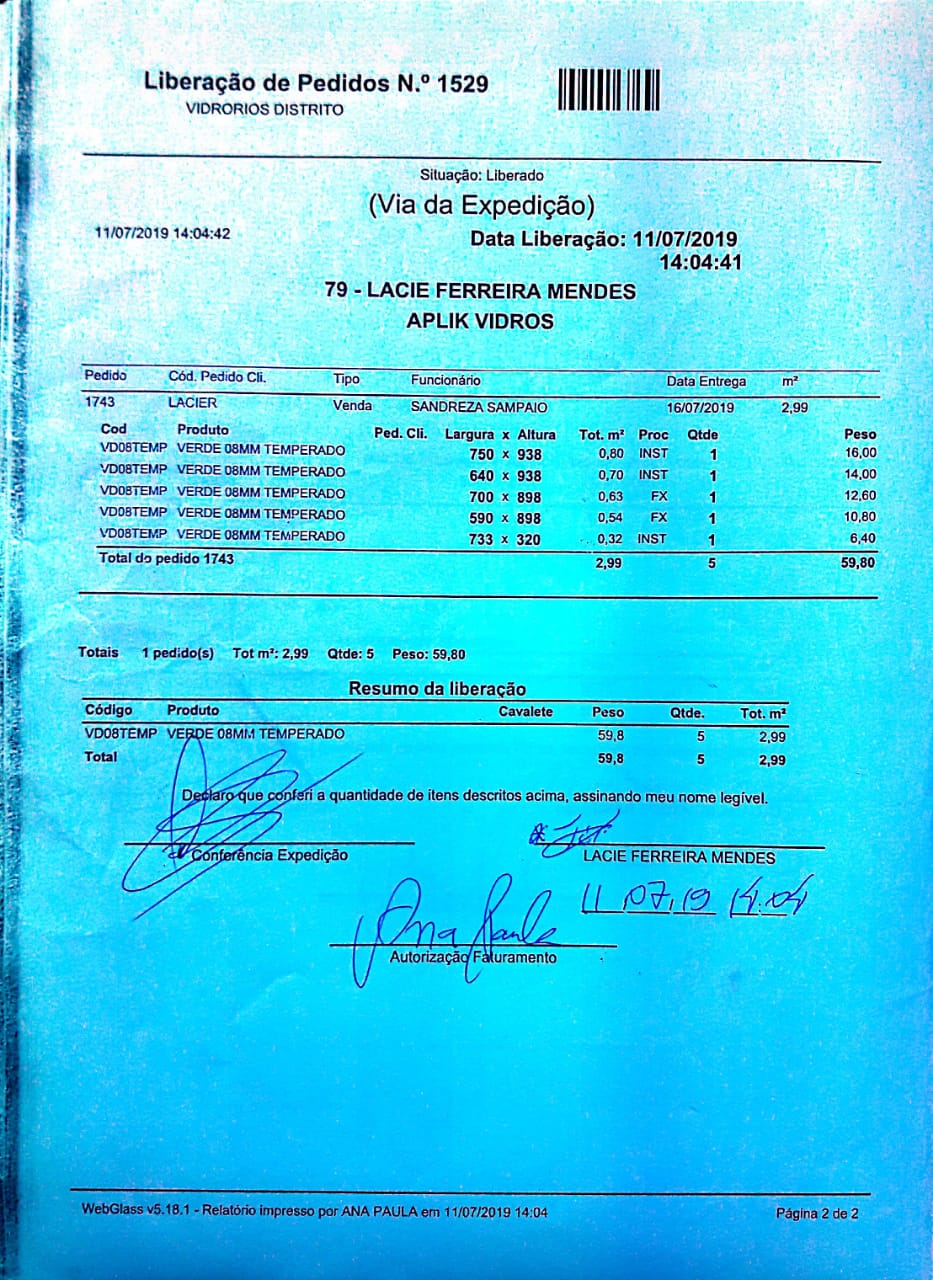 Liberação de Pedidos N.º 1529
VIDRORIOS DISTRITO
Situação: Liberado
(Via da Expedição)
11/07/2019 14:04:42
Data Liberação: 11/07/2019
14:04:41
79 - LACIE FERREIRA MENDES
APLIK VIDROS
Pedido Cód. Pedido Cli. Tipo Funcionário Data Entrega m²
1743 LACIER Venda SANDREZA SAMPAIO 16/07/2019 2,99
Cod Produto Ped. Cli. Largura x Altura Tot. m² Proc Qtde Peso
VD08TEMP VERDE 08MM TEMPERADO 750 x 938 0,80 INST 1 16,00
VD08TEMP VERDE 08MM TEMPERADO 640 x 938 0,70 INST 1 14,00
VD08TEMP VERDE 08MM TEMPERADO 700 x 898 0,63 FX 1 12,60
VD08TEMP VERDE 08MM TEMPERADO 590 x 898 0,54 FX 1 10,80
VD08TEMP VERDE 08MM TEMPERADO 733 x 320 0,32 INST 1 6,40
Total do pedido 1743 2,99 5 59,80
Totais 1 pedido(s) Tot m²: 2,99 Qtde: 5 Peso: 59,80
Resumo da liberação
Código Produto Cavalete Peso Qtde. Tot. m²
VD08TEMP VERDE 08MM TEMPERADO 59,8 5 2,99
Total 59,8 5 2,99
Declaro que conferi a quantidade de itens descritos acima, assinando meu nome legível.
Conferência Expedição
LACIE FERREIRA MENDES
11 07 19 14:04
Ana Paula
Autorização Faturamento
WebGlass v5.18.1 - Relatório impresso por ANA PAULA em 11/07/2019 14:04
Página 2 de 2